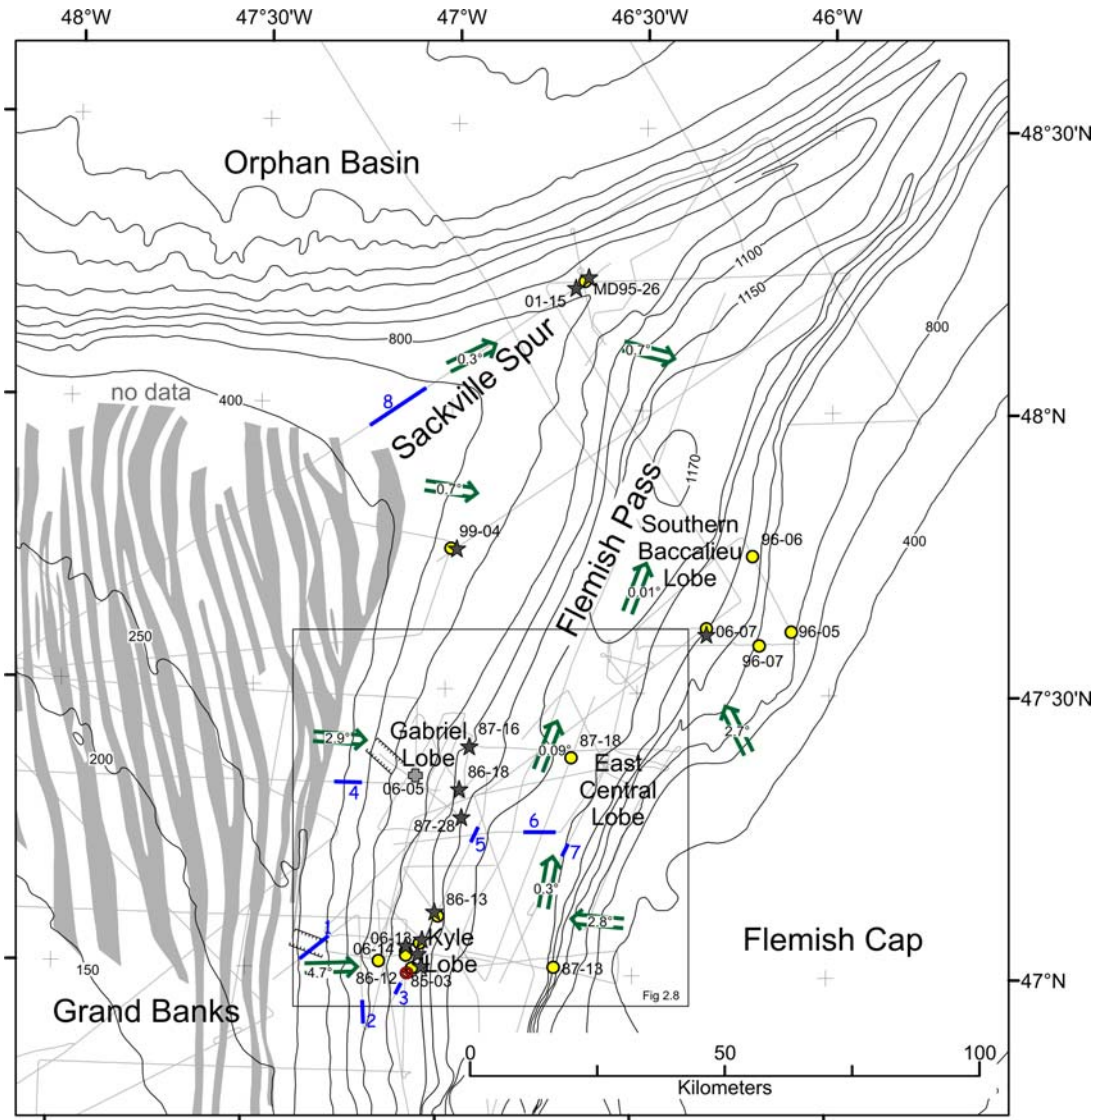 48°W
47°30'W
47°W
46°30'W
46°W
48°30'N
Orphan Basin
1100
1150
MD95-26
01-15
800
800
0.3°
0.7°
no data
400
8
48°N
Sackville Spur
1170
0.7°
Flemish Pass
Southern
Baccalieu
Lobe
99-04
96-06
400
0.01°
250
06-07
96-05
96-07
47°30'N
2.9°
Gabriel
Lobe
87-16
0.09°
87-18
2.7°
200
06-05
4
86-18
East
Central
Lobe
87-28
5
6
7
0.3°
2.8°
86-13
1
06-13
Kyle
Lobe
06-14
Flemish Cap
4.7°
86-12
85-03
87-13
47°N
150
3
Fig 2.8
Grand Banks
2
0
50
100
Kilometers